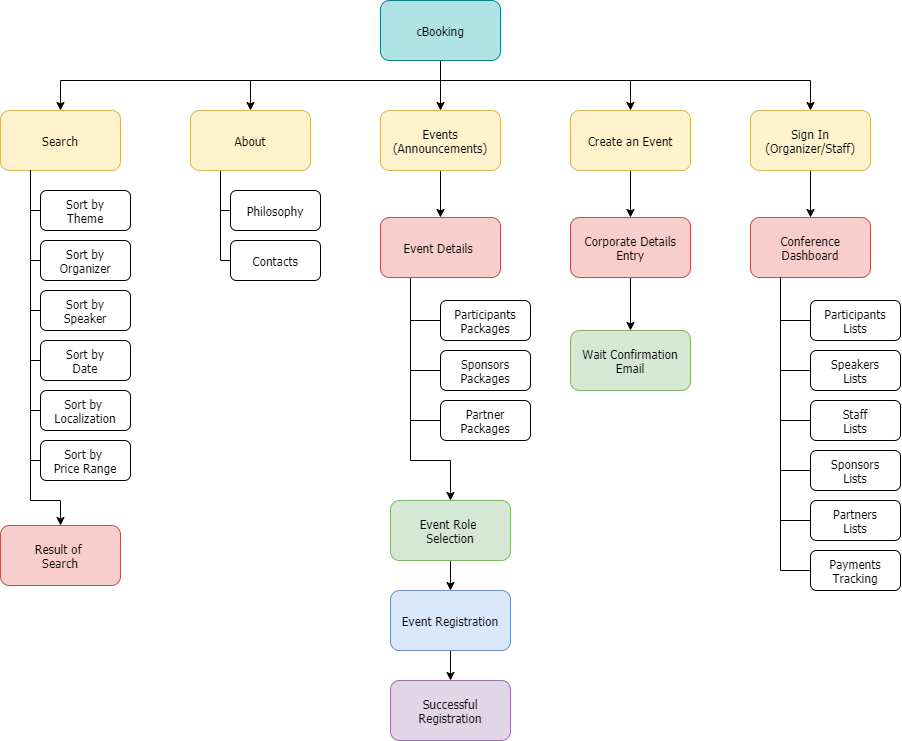 cBooking
Search
About
Events
(Announcements)
Create an Event
Sign In
(Organizer/Staff)
Sort by
Theme
Sort by
Organizer
Sort by
Speaker
Sort by
Date
Sort by
Localization
Sort by
Price Range
Result of
Search
Philosophy
Contacts
Event Details
Participants
Packages
Sponsors
Packages
Partner
Packages
Event Role
Selection
Event Registration
Successful
Registration
Corporate Details
Entry
Wait Confirmation
Email
Conference
Dashboard
Participants
Lists
Speakers
Lists
Staff
Lists
Sponsors
Lists
Partners
Lists
Payments
Tracking